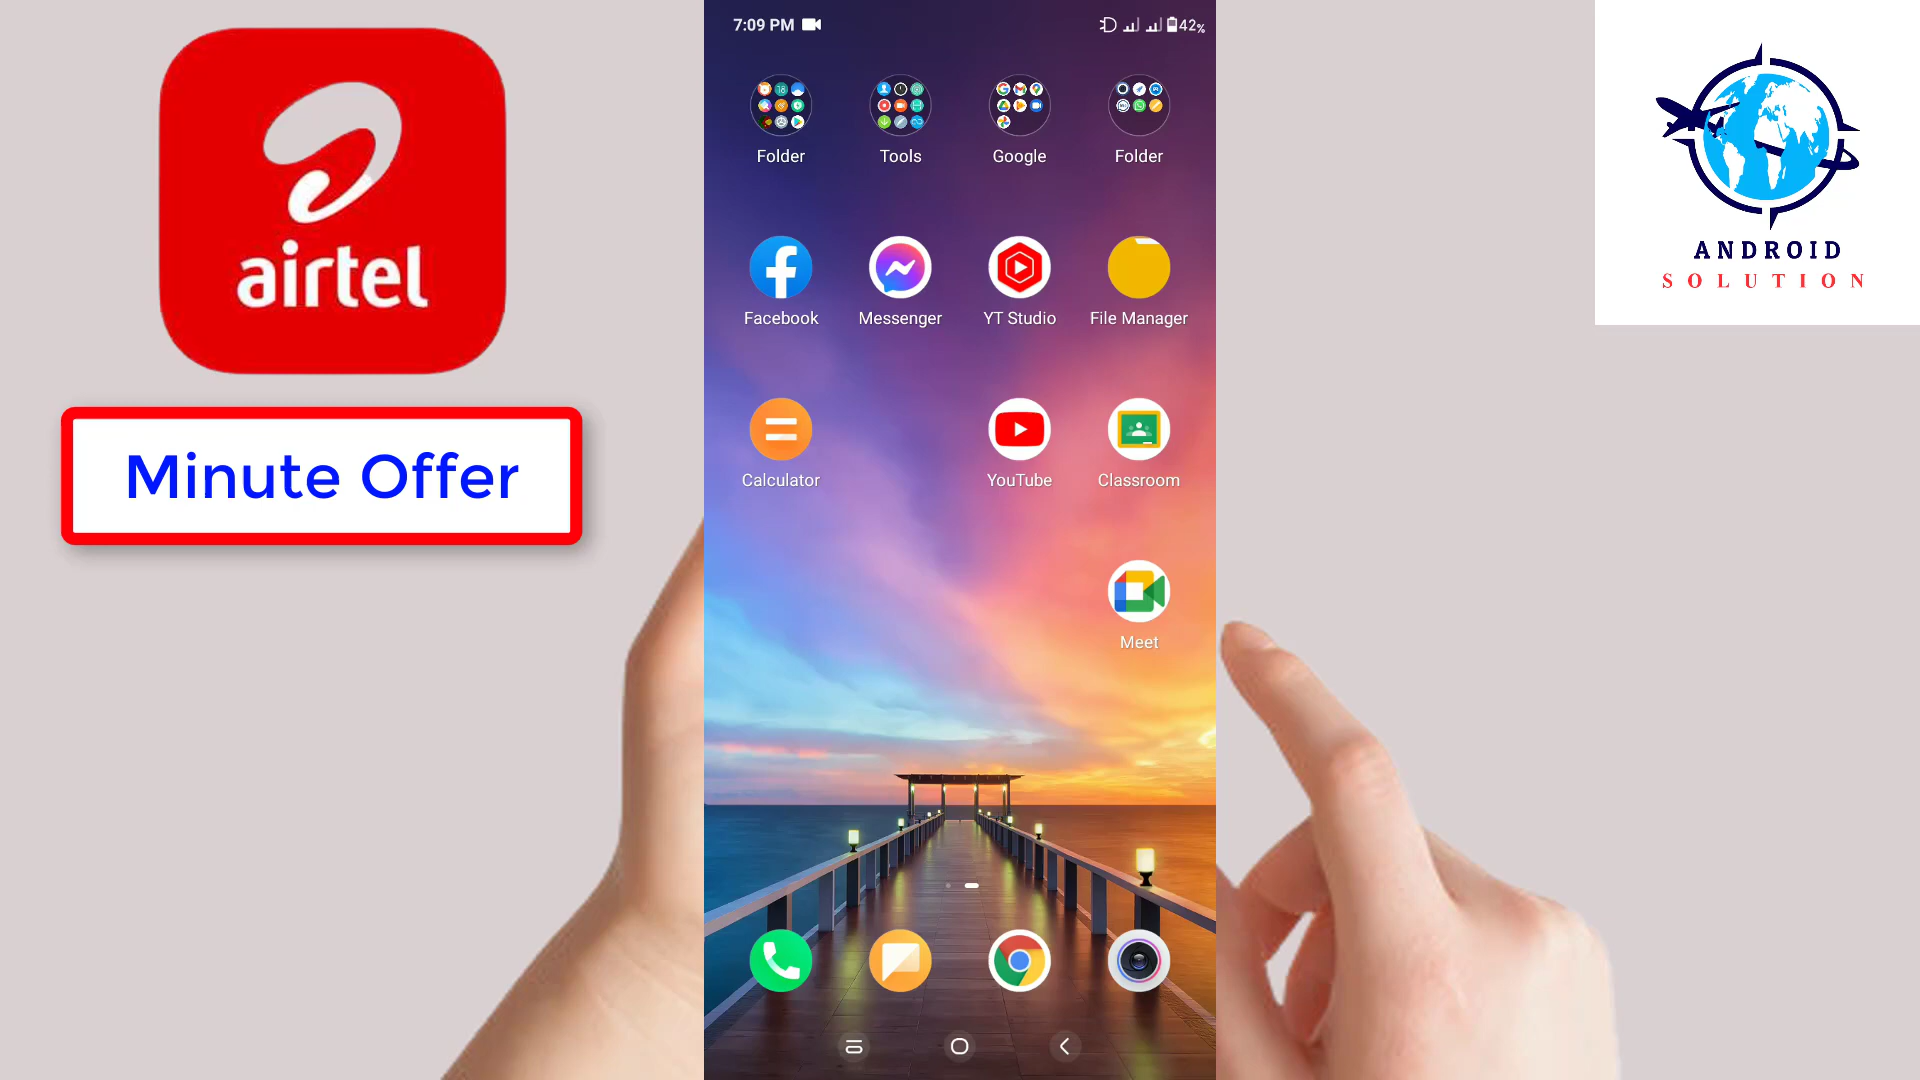 airtel
Minute Offer
7:09 PM
42%
Folder
Tools
Google
Folder
Facebook
Messenger
YT Studio
File Manager
Calculator
YouTube
Classroom
Meet
ANDROID
SOLUTION